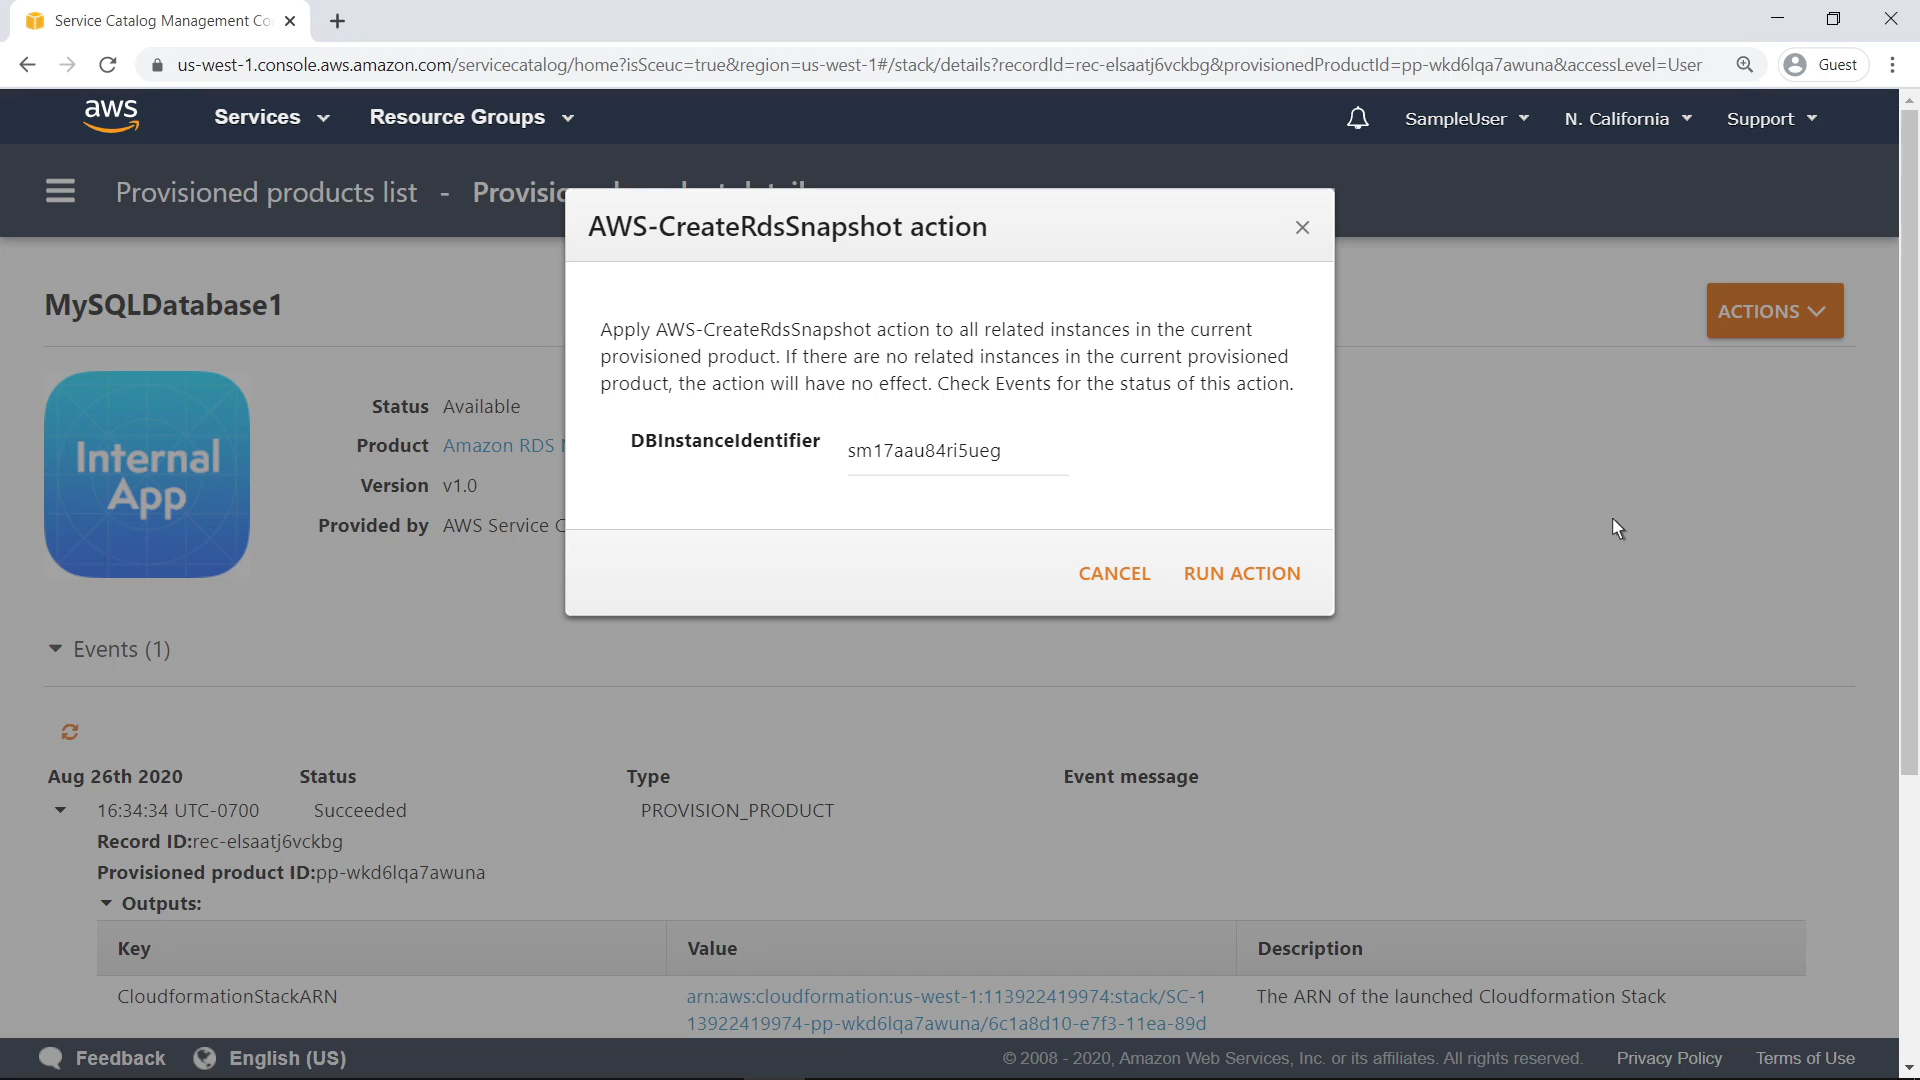 Service Catalog Management Co
us-west-1.console.aws.amazon.com/servicecatalog/home?isSceuc=true&region=us-west-1#/stack/details?recordId=rec-elsaatj6vckbg&provisionedProductId=pp-wkd6lqa7awuna&accessLevel=User
Guest
aws
Services
Resource Groups
SampleUser
N. California
Support
Provisioned products list - Provisioned product details
AWS-CreateRdsSnapshot action
MySQLDatabase1
ACTIONS
Apply AWS-CreateRdsSnapshot action to all related instances in the current
provisioned product. If there are no related instances in the current provisioned
product, the action will have no effect. Check Events for the status of this action.
DBInstanceIdentifier
sm17aau84ri5ueg
CANCEL
RUN ACTION
Internal
App
Status Available
Product Amazon RDS
Version v1.0
Provided by AWS Service C
Events (1)
Aug 26th 2020 Status Type Event message
16:34:34 UTC-0700 Succeeded PROVISION_PRODUCT
Record ID:rec-elsaatj6vckbg
Provisioned product ID:pp-wkd6lqa7awuna
Outputs:
Key Value Description
CloudformationStackARN arn:aws:cloudformation:us-west-1:113922419974:stack/SC-1 The ARN of the launched Cloudformation Stack
13922419974-pp-wkd6lqa7awuna/6c1a8d10-e7f3-11ea-89d
Feedback
English (US)
© 2008 - 2020, Amazon Web Services, Inc. or its affiliates. All rights reserved.
Privacy Policy
Terms of Use